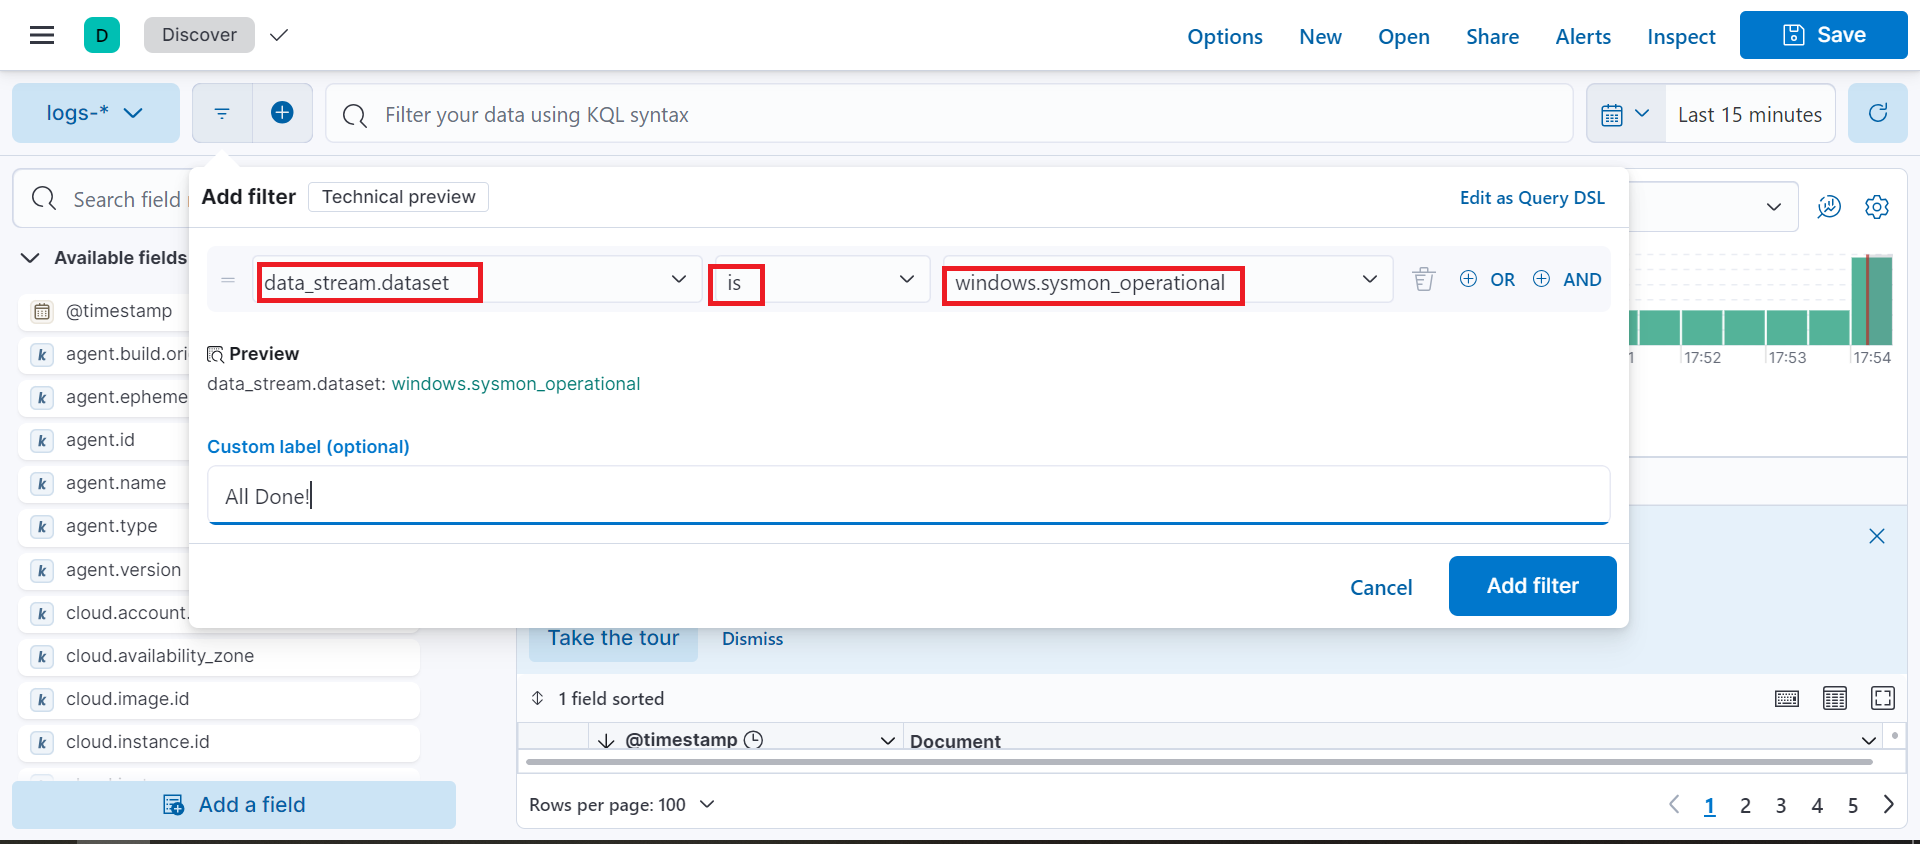 D Discover Options New Open Share Alerts Inspect Save
logs-* Filter your data using KQL syntax Last 15 minutes
Search field
Add filter Technical preview Edit as Query DSL
Available fields
data_stream.dataset is windows.sysmon_operational OR AND
@timestamp
Preview
k agent.build.ori
data_stream.dataset: windows.sysmon_operational
17:52 17:53 17:54
k agent.epheme
k agent.id
Custom label (optional)
k agent.name
All Done!
k agent.type
k agent.version
Cancel Add filter
k cloud.account.
Take the tour Dismiss
k cloud.availability_zone
k cloud.image.id
1 field sorted
k cloud.instance.id
@timestamp Document
Add a field
Rows per page: 100 1 2 3 4 5